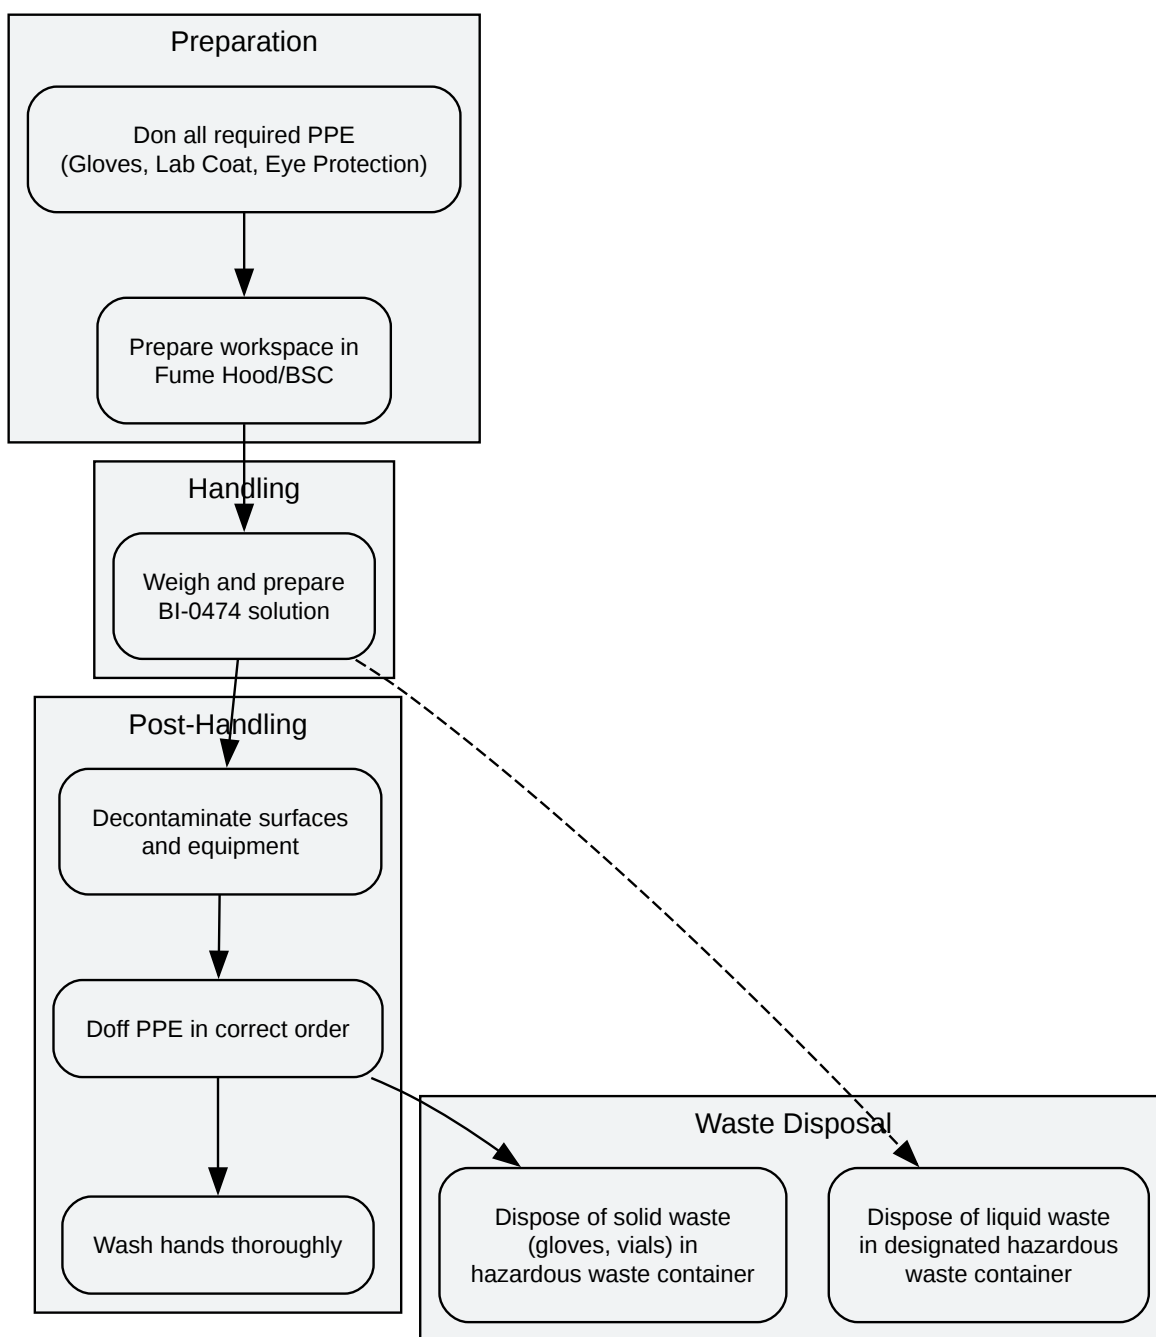 Preparation
Don all required PPE
(Gloves, Lab Coat, Eye Protection)
Prepare workspace in
Fume Hood/BSC
Handling
Weigh and prepare
BI-0474 solution
Post-Handling
Decontaminate surfaces
and equipment
Doff PPE in correct order
Wash hands thoroughly
Waste Disposal
Dispose of solid waste
(gloves, vials) in
hazardous waste container
Dispose of liquid waste
in designated hazardous
waste container